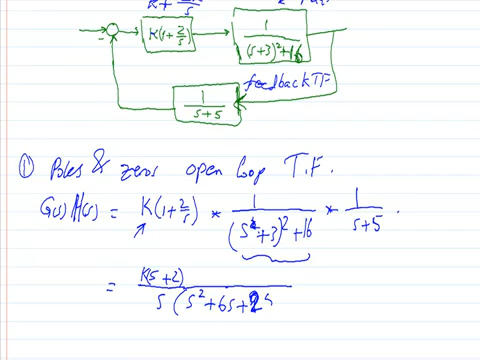 K(1+2/s)
1/((s+3)²+16)
feedback TF
1/(s+5)
① Poles & zeros open loop T.F.
G(s)H(s) = K(1+2/s) * 1/((s+3)²+16) * 1/(s+5).
= K(s+2)/s(s²+6s+25